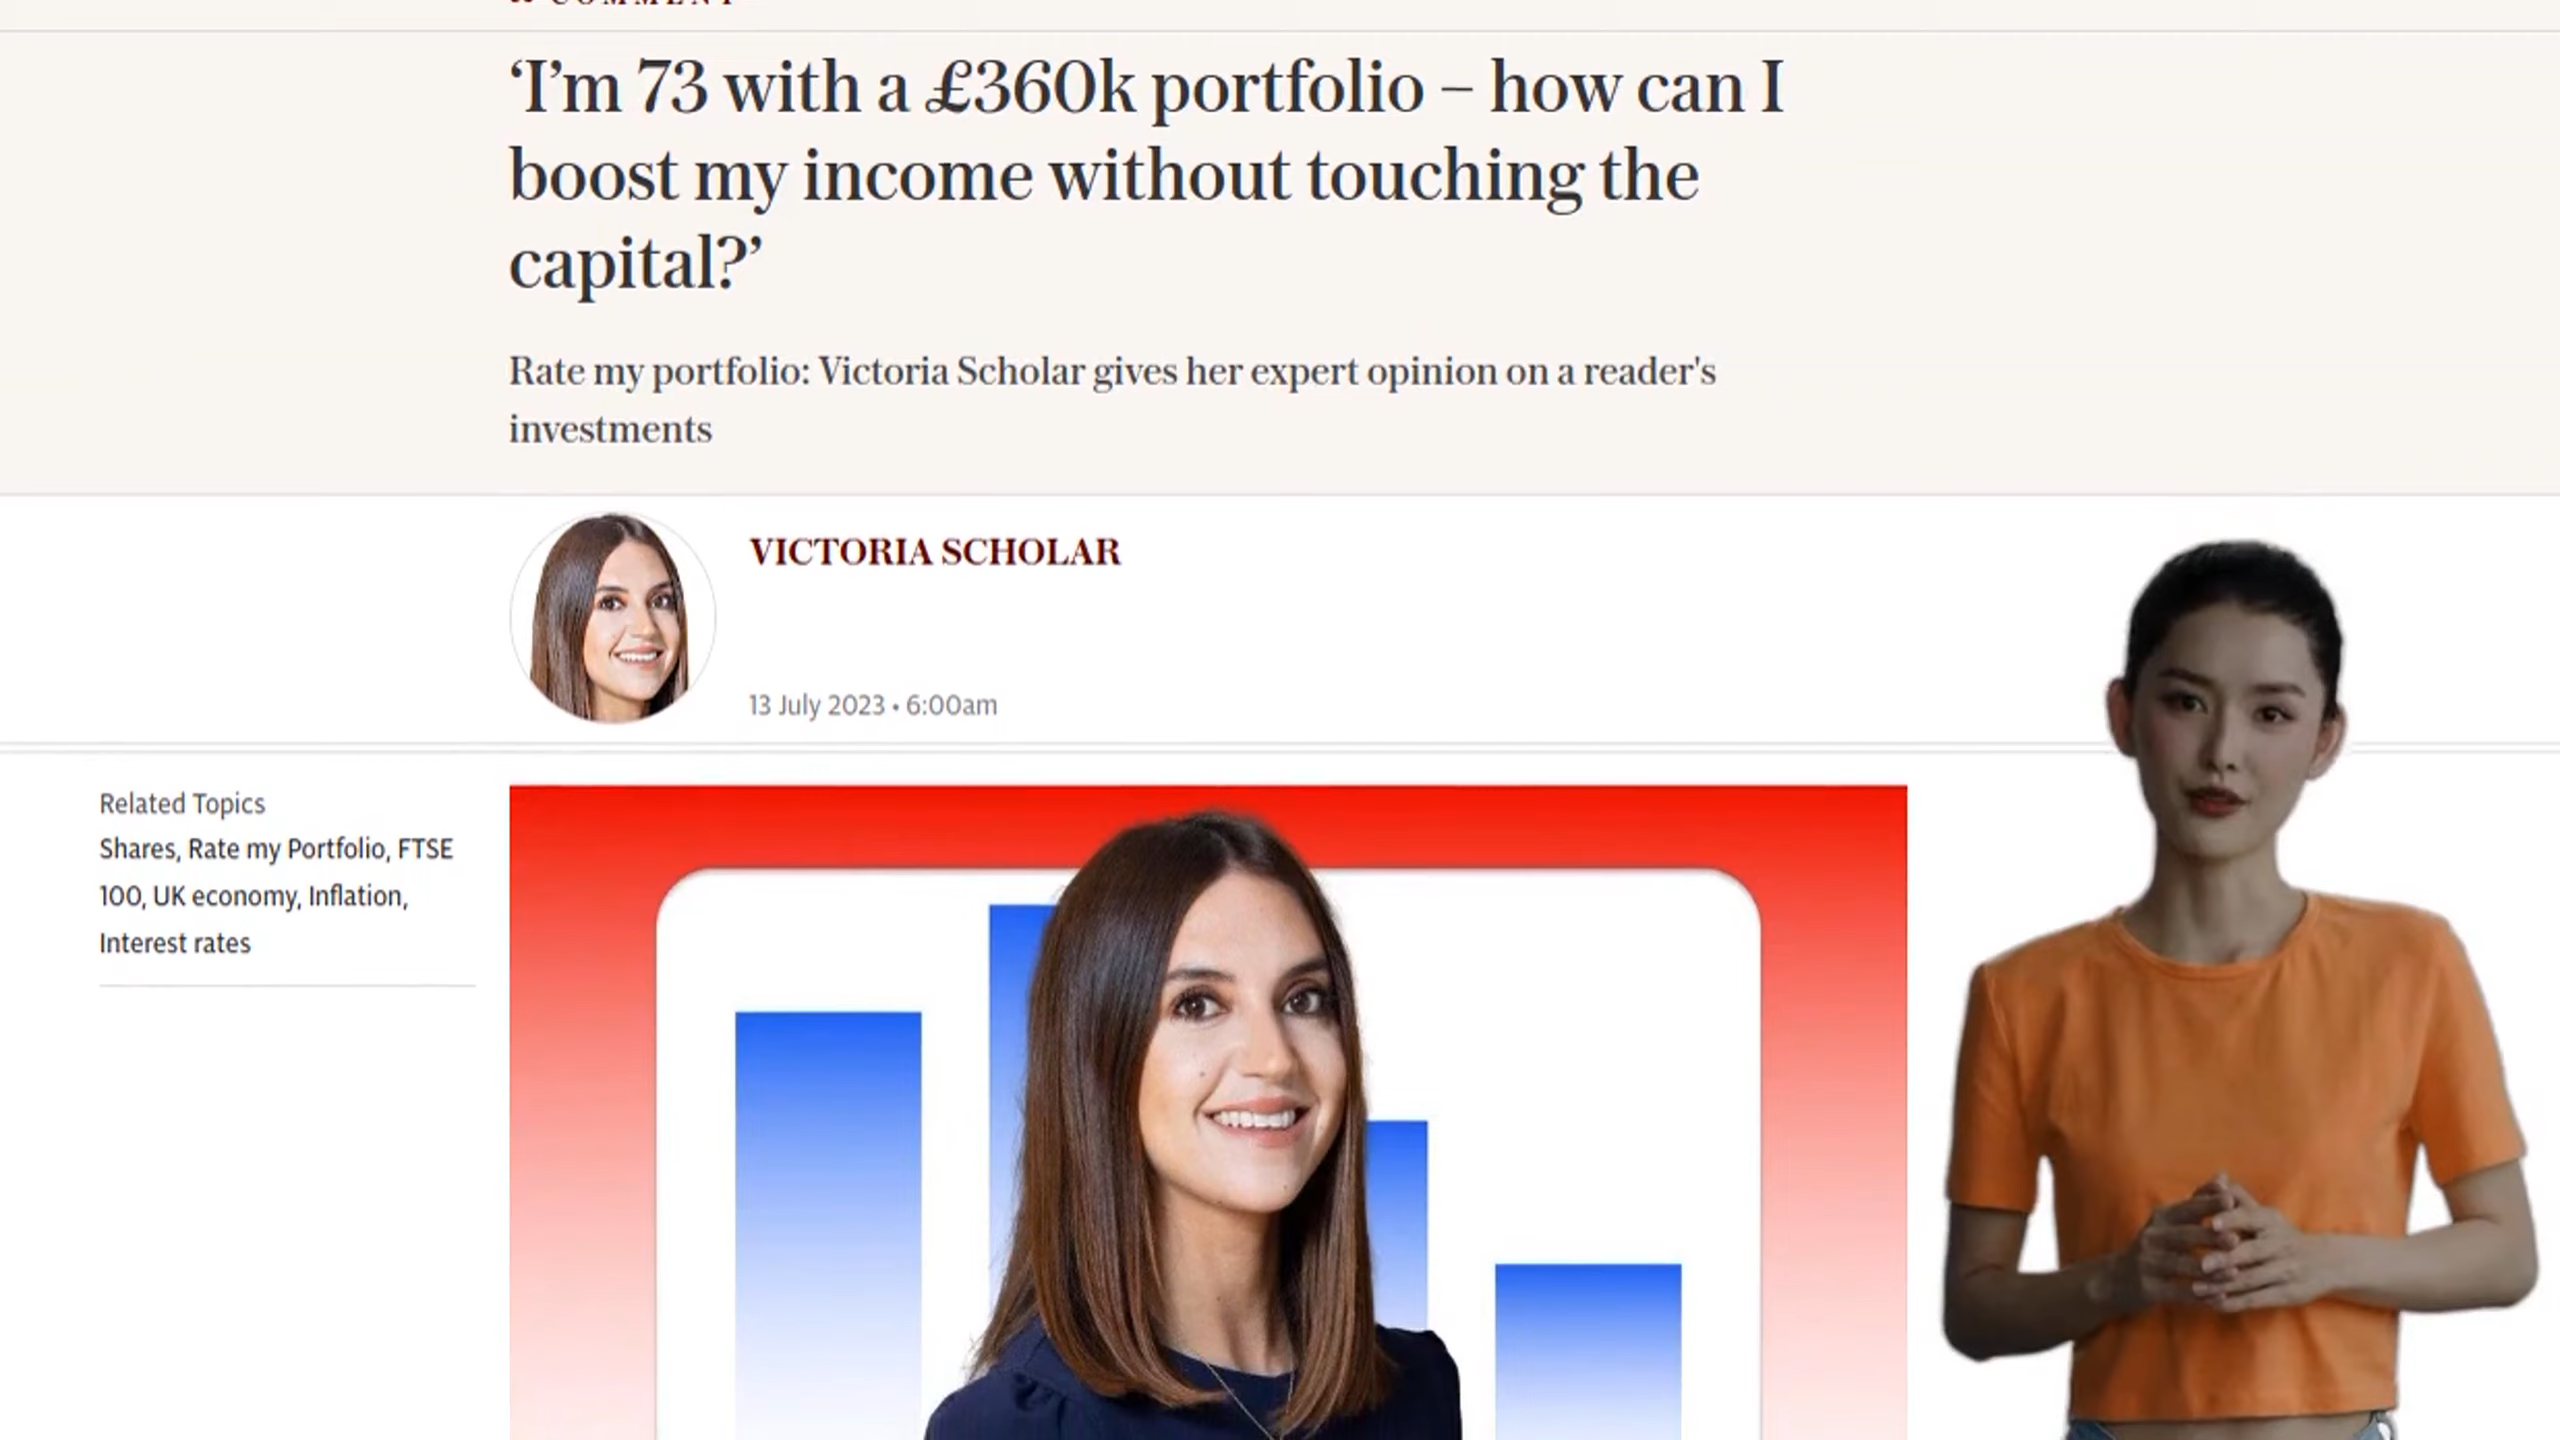 ‘I’m 73 with a £360k portfolio – how can I
boost my income without touching the
capital?’
Rate my portfolio: Victoria Scholar gives her expert opinion on a reader's
investments
VICTORIA SCHOLAR
13 July 2023 • 6:00am
Related Topics
Shares, Rate my Portfolio, FTSE
100, UK economy, Inflation,
Interest rates